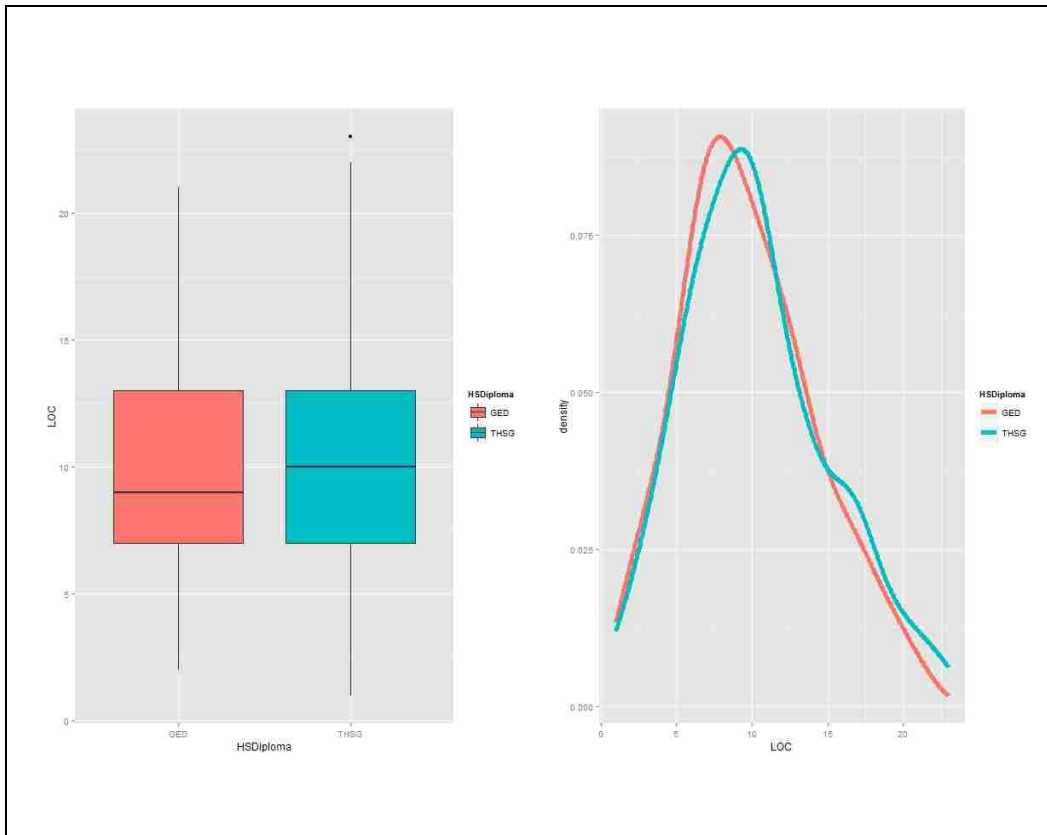 LOC
20
15
10
5
0
GED
THSG
HSDiploma
HSDiploma
GED
THSG
density
0.075
0.050
0.025
0.000
0
5
10
15
20
LOC
HSDiploma
GED
THSG